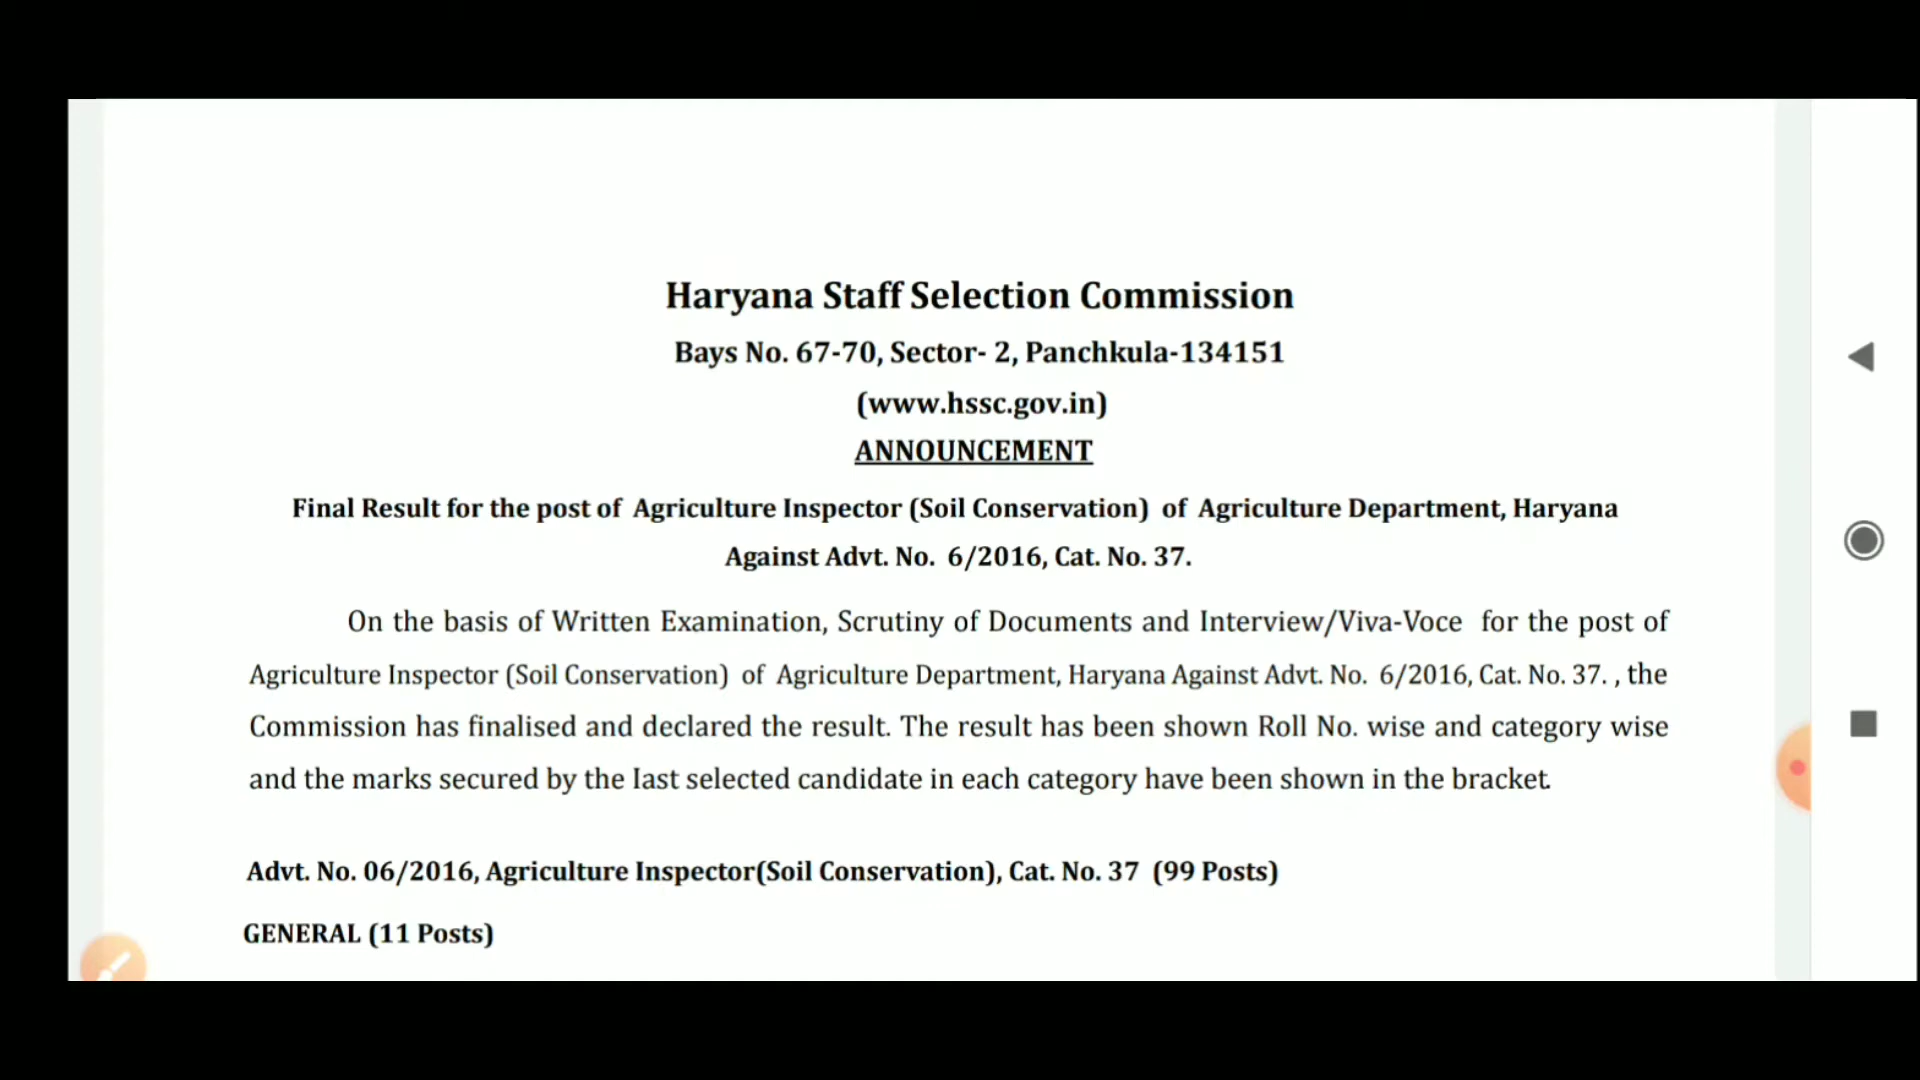 Haryana Staff Selection Commission
Bays No. 67-70, Sector- 2, Panchkula-134151
(www.hssc.gov.in)
ANNOUNCEMENT
Final Result for the post of Agriculture Inspector (Soil Conservation) of Agriculture Department, Haryana
Against Advt. No. 6/2016, Cat. No. 37.
On the basis of Written Examination, Scrutiny of Documents and Interview/Viva-Voce for the post of
Agriculture Inspector (Soil Conservation) of Agriculture Department, Haryana Against Advt. No. 6/2016, Cat. No. 37. , the
Commission has finalised and declared the result. The result has been shown Roll No. wise and category wise
and the marks secured by the last selected candidate in each category have been shown in the bracket.
Advt. No. 06/2016, Agriculture Inspector(Soil Conservation), Cat. No. 37 (99 Posts)
GENERAL (11 Posts)